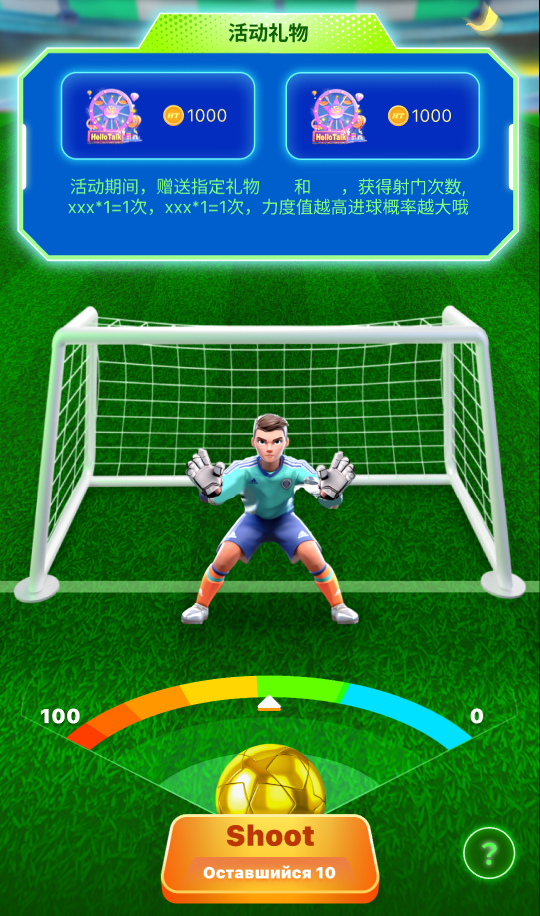 活动礼物
HelloTalk HT 1000 HelloTalk HT 1000
活动期间，赠送指定礼物 和 ，获得射门次数,
xxx*1=1次，xxx*1=1次，力度值越高进球概率越大哦
100 0
Shoot
Оставшийся 10
?